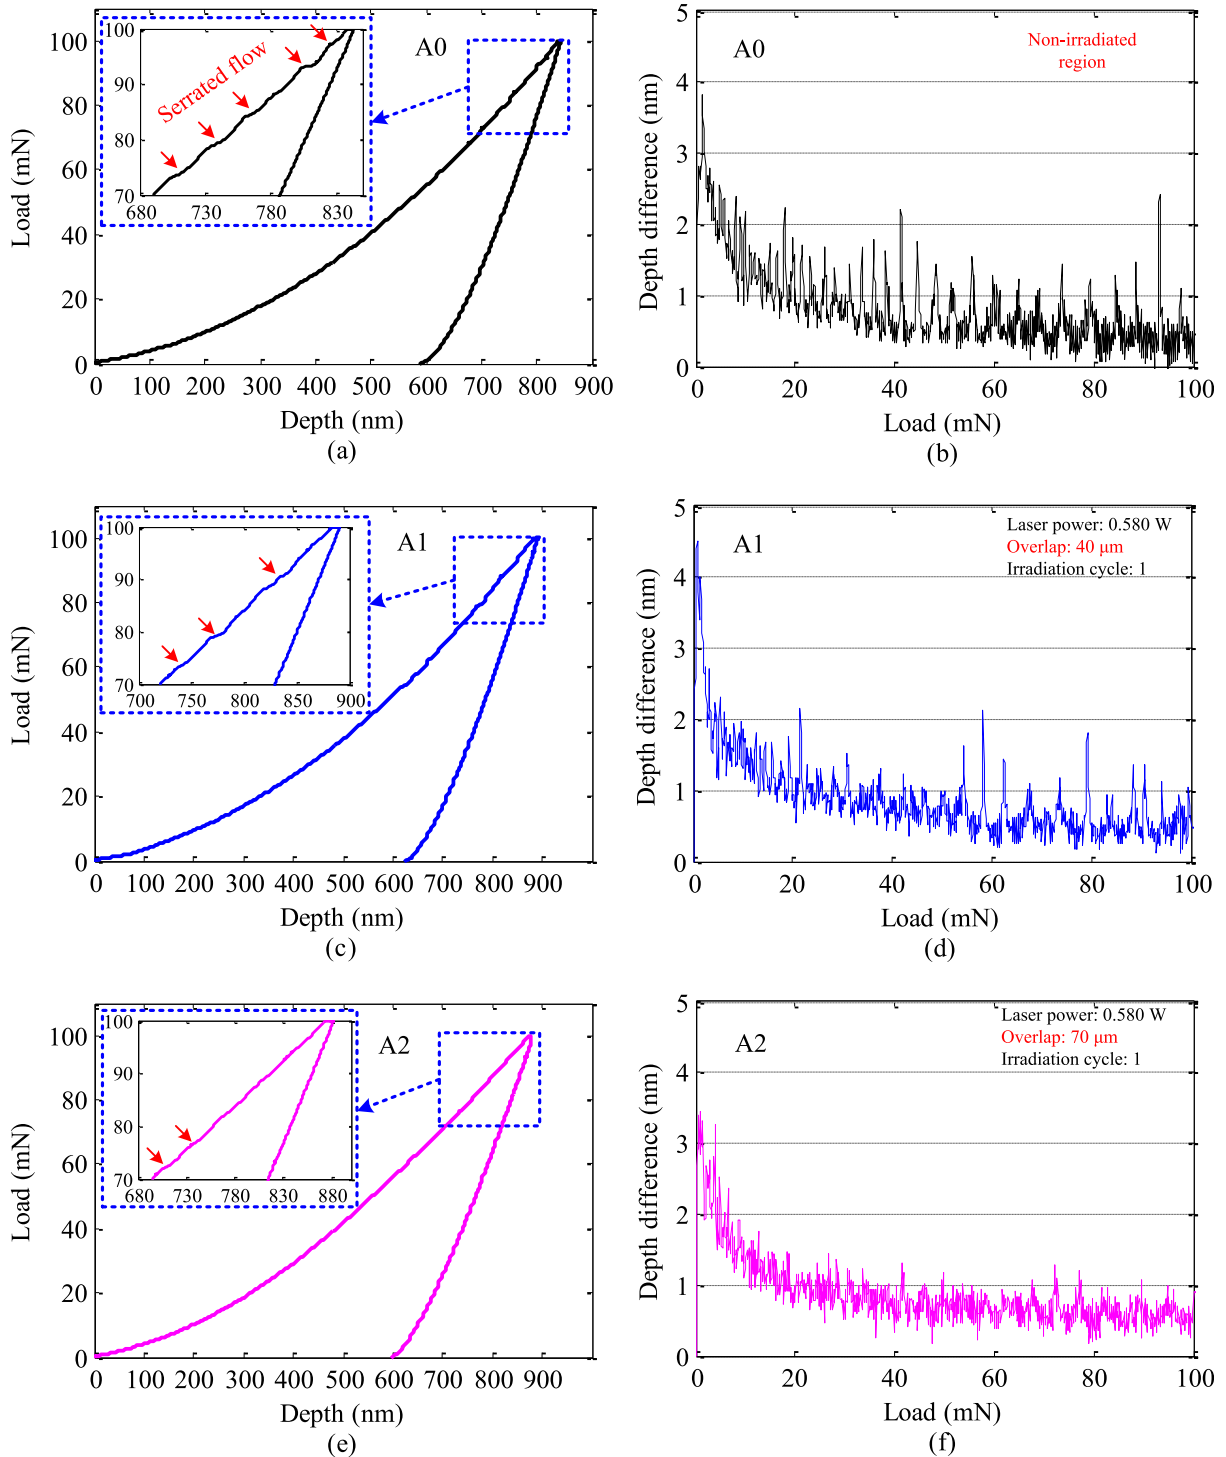 100
80
60
40
20
0
Load (mN)
100
90
80
70
680 730 780 830
Serrated flow
A0
0 100 200 300 400 500 600 700 800 900
Depth (nm)
(a)
5
4
3
2
1
0
Depth difference (nm)
A0
Non-irradiated
region
0 20 40 60 80 100
Load (mN)
(b)
100
80
60
40
20
0
Load (mN)
100
90
80
70
700 750 800 850 900
A1
0 100 200 300 400 500 600 700 800 900
Depth (nm)
(c)
5
4
3
2
1
0
Depth difference (nm)
A1
Laser power: 0.580 W
Overlap: 40 μm
Irradiation cycle: 1
0 20 40 60 80 100
Load (mN)
(d)
100
80
60
40
20
0
Load (mN)
100
90
80
70
680 730 780 830 880
A2
0 100 200 300 400 500 600 700 800 900
Depth (nm)
(e)
5
4
3
2
1
0
Depth difference (nm)
A2
Laser power: 0.580 W
Overlap: 70 μm
Irradiation cycle: 1
0 20 40 60 80 100
Load (mN)
(f)